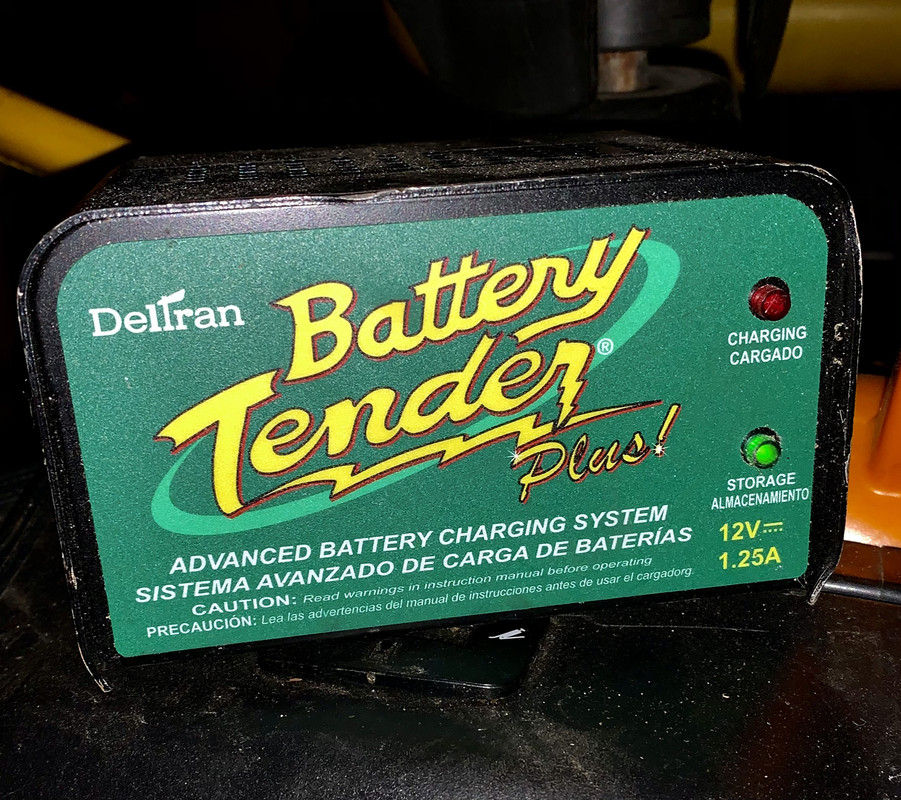 DelTran
Battery
Tender®
Plus!
CHARGING
CARGADO
STORAGE
ALMACENAMIENTO
12V
1.25A
ADVANCED BATTERY CHARGING SYSTEM
SISTEMA AVANZADO DE CARGA DE BATERÍAS
CAUTION: Read warnings in instruction manual before operating
PRECAUCIÓN: Lea las advertencias del manual de instrucciones antes de usar el cargadorg.